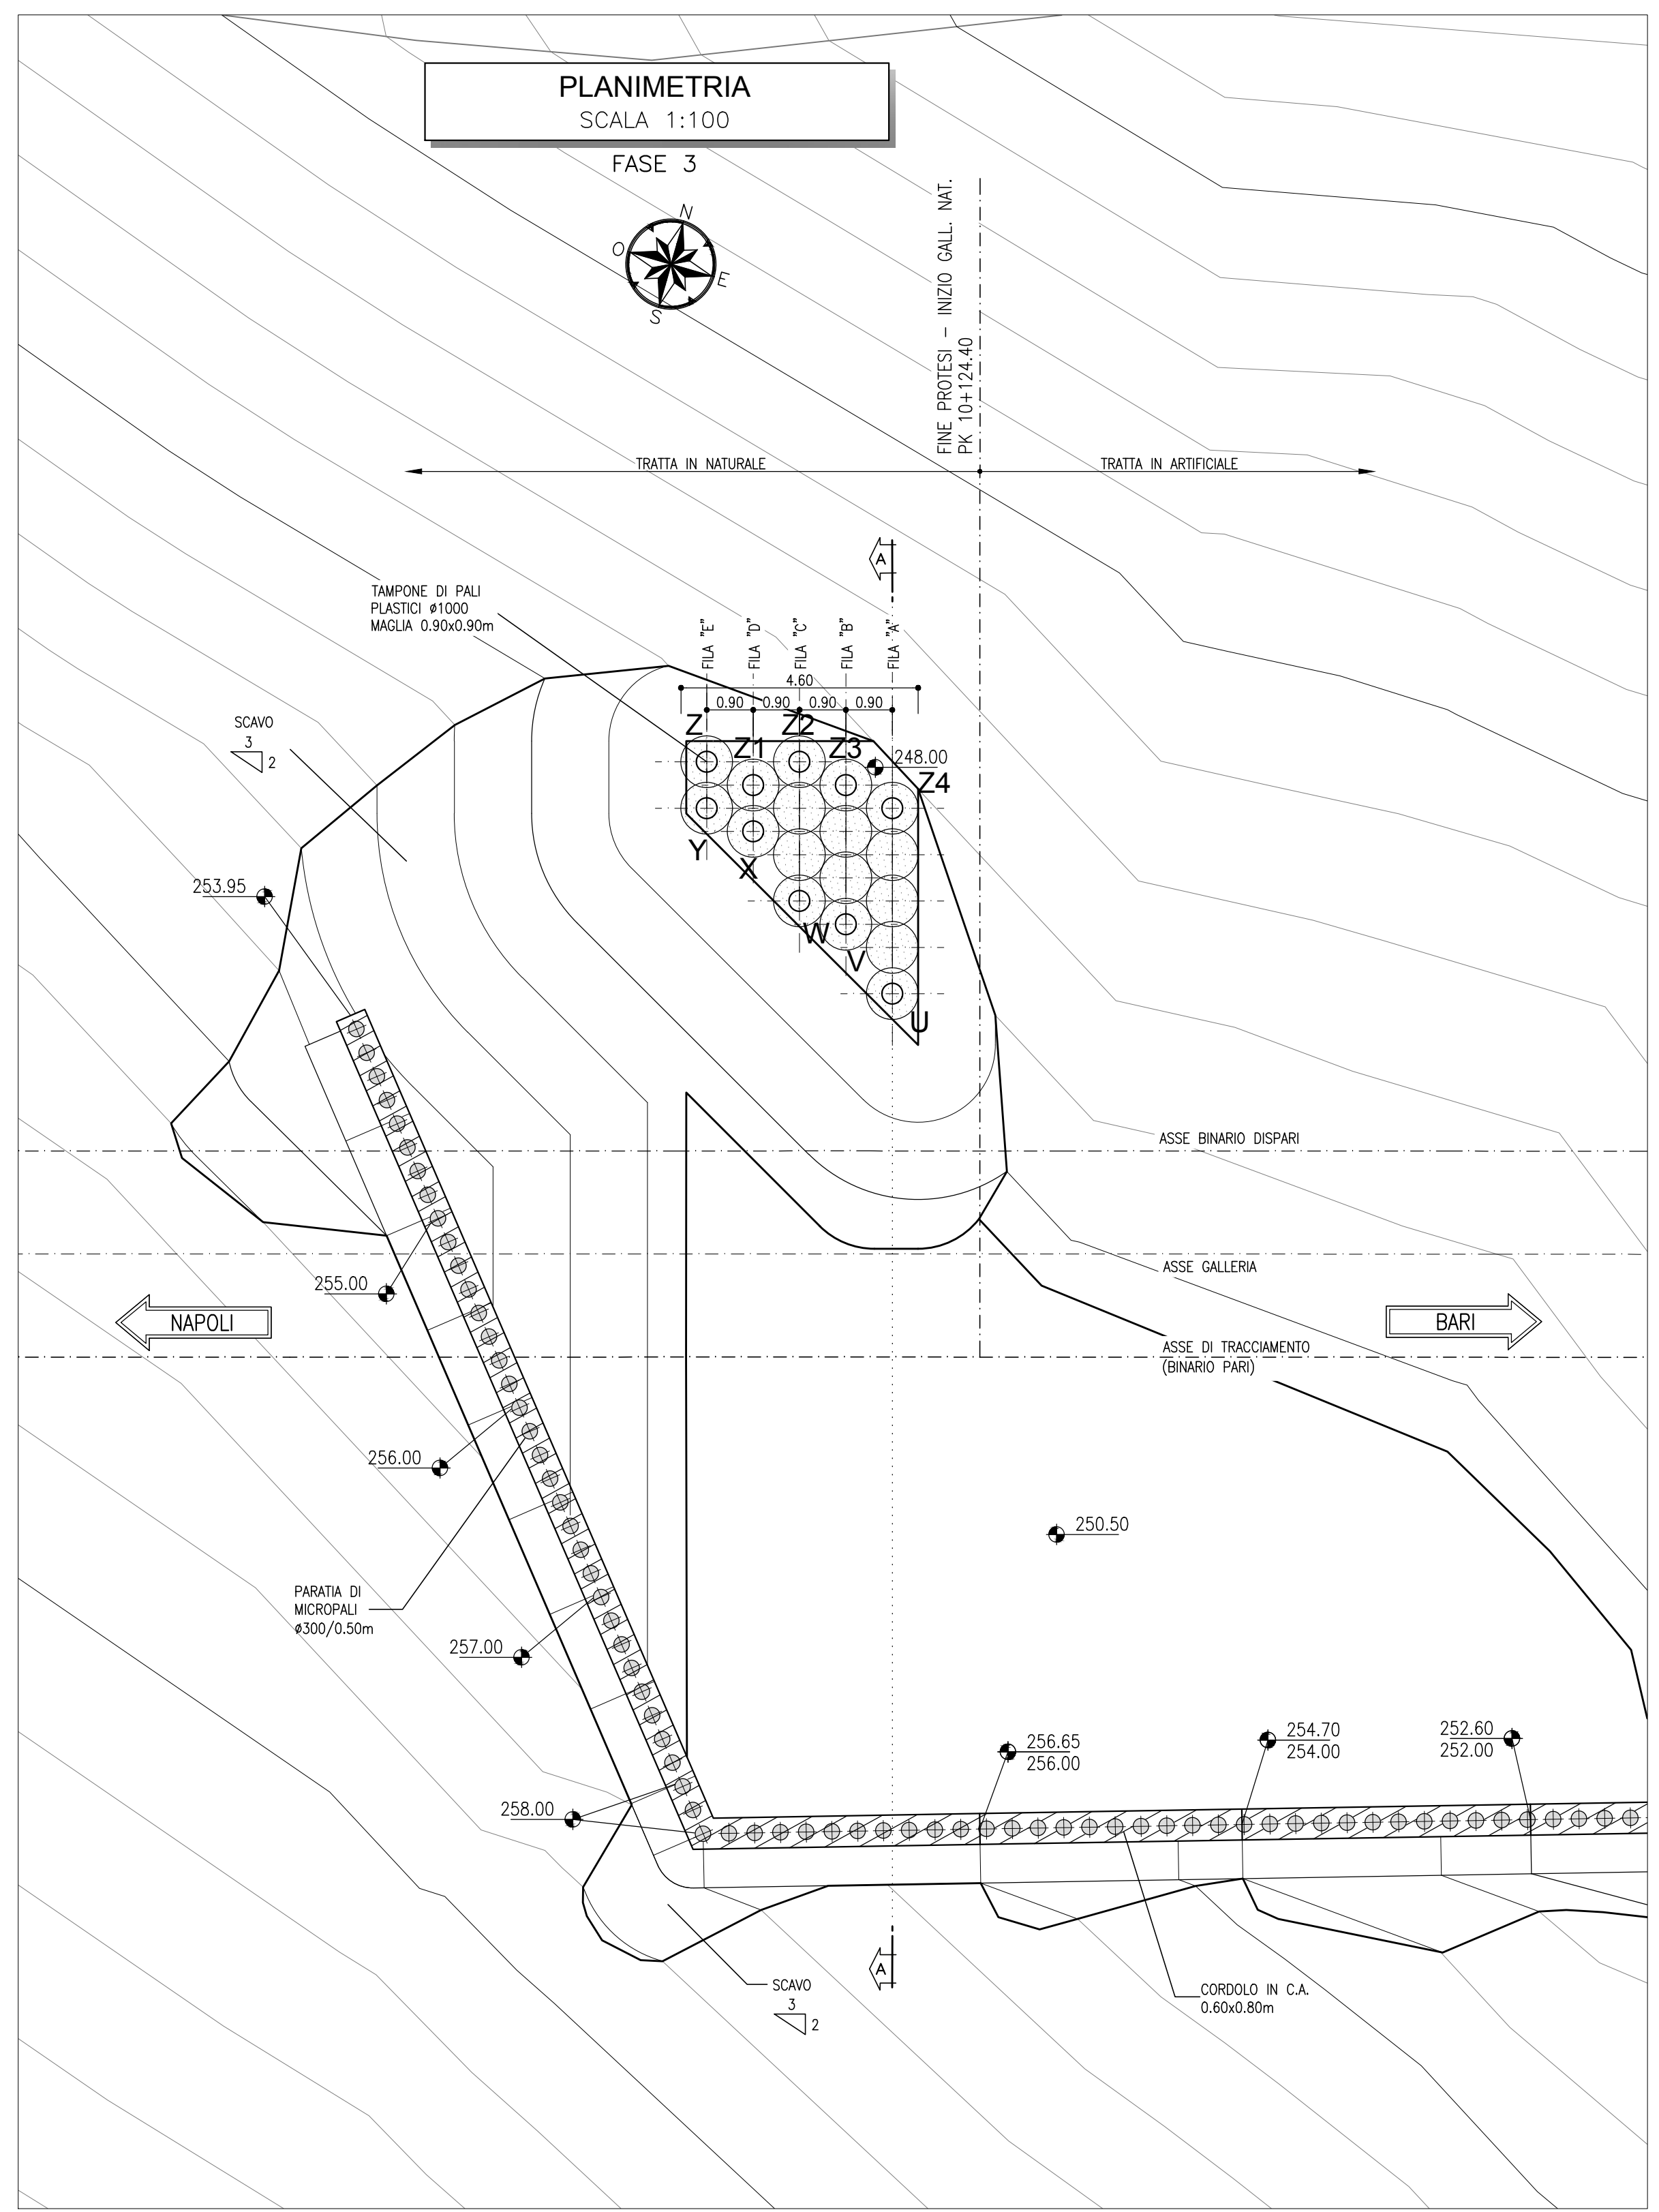 PLANIMETRIA
SCALA 1:100
FASE 3
N
O
E
S
FINE PROTESI - INIZIO GALL. NAT.
PK 10+124.40
TRATTA IN NATURALE
TRATTA IN ARTIFICIALE
A
TAMPONE DI PALI
PLASTICI ø1000
MAGLIA 0.90x0.90m
FILA "E"
FILA "D"
FILA "C"
FILA "B"
FILA "A"
4.60
0.90
0.90
0.90
0.90
SCAVO
3
2
Z
Z1
Z2
Z3
248.00
Z4
Y
X
W
V
U
253.95
ASSE BINARIO DISPARI
ASSE GALLERIA
255.00
NAPOLI
BARI
ASSE DI TRACCIAMENTO
(BINARIO PARI)
256.00
250.50
PARATIA DI
MICROPALI
ø300/0.50m
257.00
256.65
256.00
254.70
254.00
252.60
252.00
258.00
A
SCAVO
3
2
CORDOLO IN C.A.
0.60x0.80m